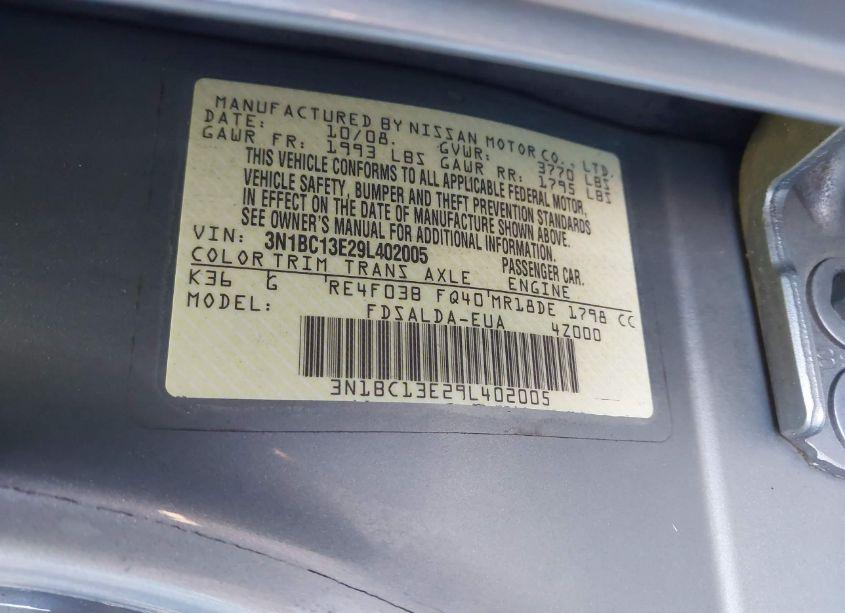 MANUFACTURED BY NISSAN MOTOR CO., LTD.
DATE: 10/08. GVWR: 3770 LBS
GAWR FR: 1993 LBS GAWR RR: 1795 LBS
THIS VEHICLE CONFORMS TO ALL APPLICABLE FEDERAL MOTOR
VEHICLE SAFETY, BUMPER AND THEFT PREVENTION STANDARDS
IN EFFECT ON THE DATE OF MANUFACTURE SHOWN ABOVE.
SEE OWNER'S MANUAL FOR ADDITIONAL INFORMATION.
VIN: 3N1BC13E29L402005 PASSENGER CAR.
COLOR TRIM TRANS AXLE ENGINE
K36 G RE4F03B FQ40 MR18DE 1798 CC
MODEL: FDSALDA-EUA 4Z000
3N1BC13E29L402005